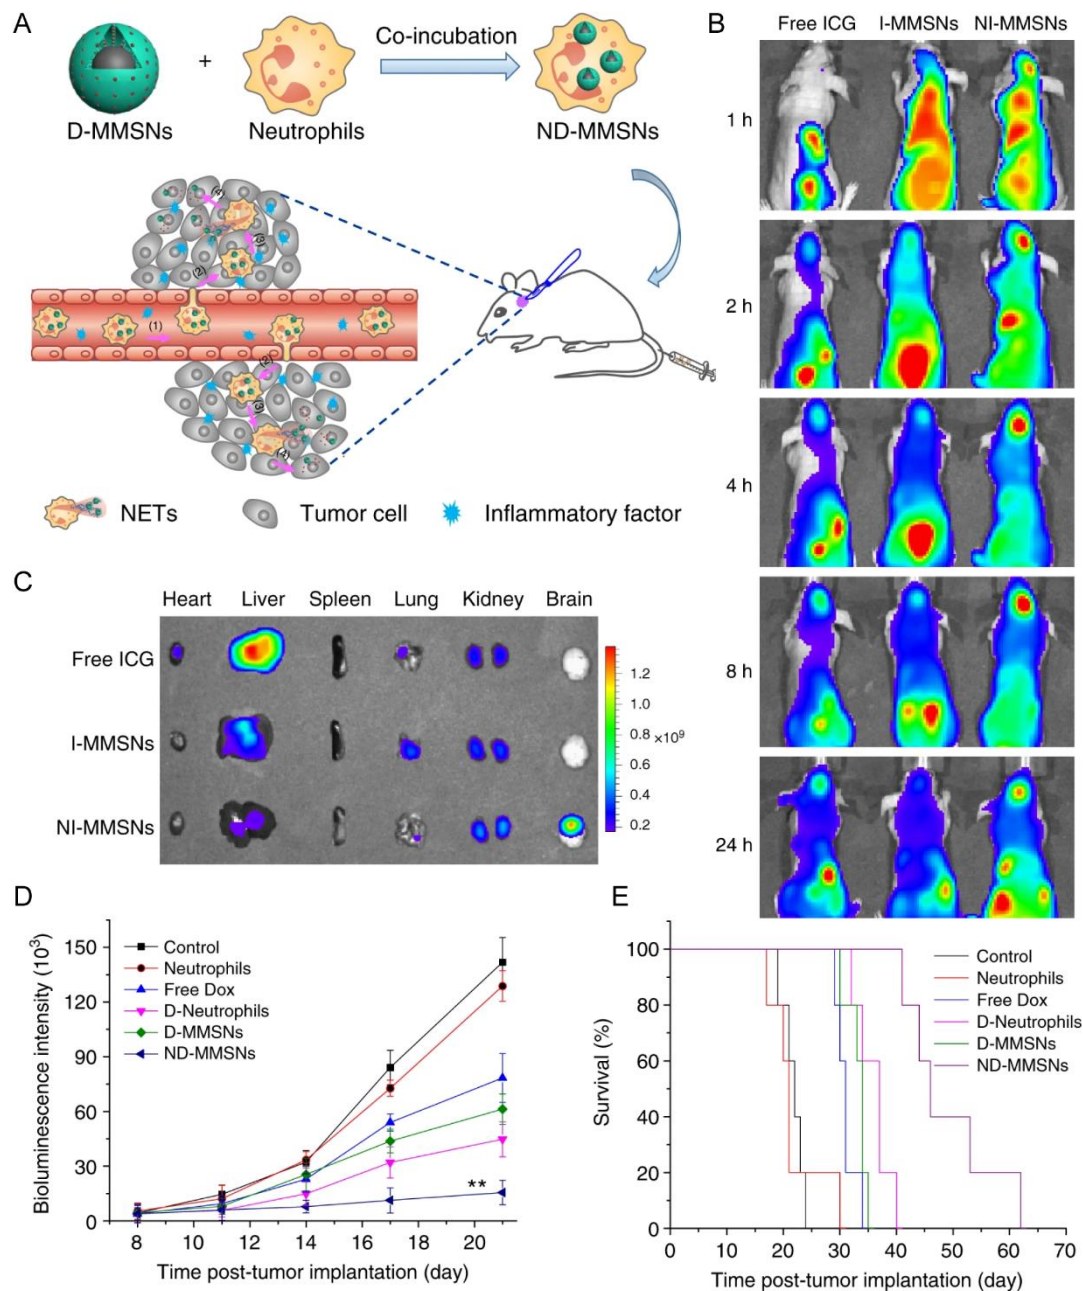 A
D-MMSNs
+
Neutrophils
Co-incubation
ND-MMSNs
(4)
(3)
(2)
(1)
(2)
(3)
(4)
NETs
Tumor cell
Inflammatory factor
B
Free ICG I-MMSNs NI-MMSNs
1 h
2 h
4 h
8 h
24 h
C
Heart Liver Spleen Lung Kidney Brain
Free ICG
I-MMSNs
NI-MMSNs
1.2
1.0
0.8
×10⁹
0.6
0.4
0.2
D
Bioluminescence intensity (10³)
150
120
90
60
30
0
Control
Neutrophils
Free Dox
D-Neutrophils
D-MMSNs
ND-MMSNs
**
8 10 12 14 16 18 20
Time post-tumor implantation (day)
E
Survival (%)
100
80
60
40
20
0
Control
Neutrophils
Free Dox
D-Neutrophils
D-MMSNs
ND-MMSNs
0 10 20 30 40 50 60 70
Time post-tumor implantation (day)